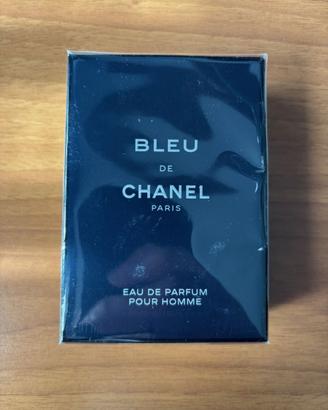 BLEU
DE
CHANEL
PARIS
EAU DE PARFUM
POUR HOMME